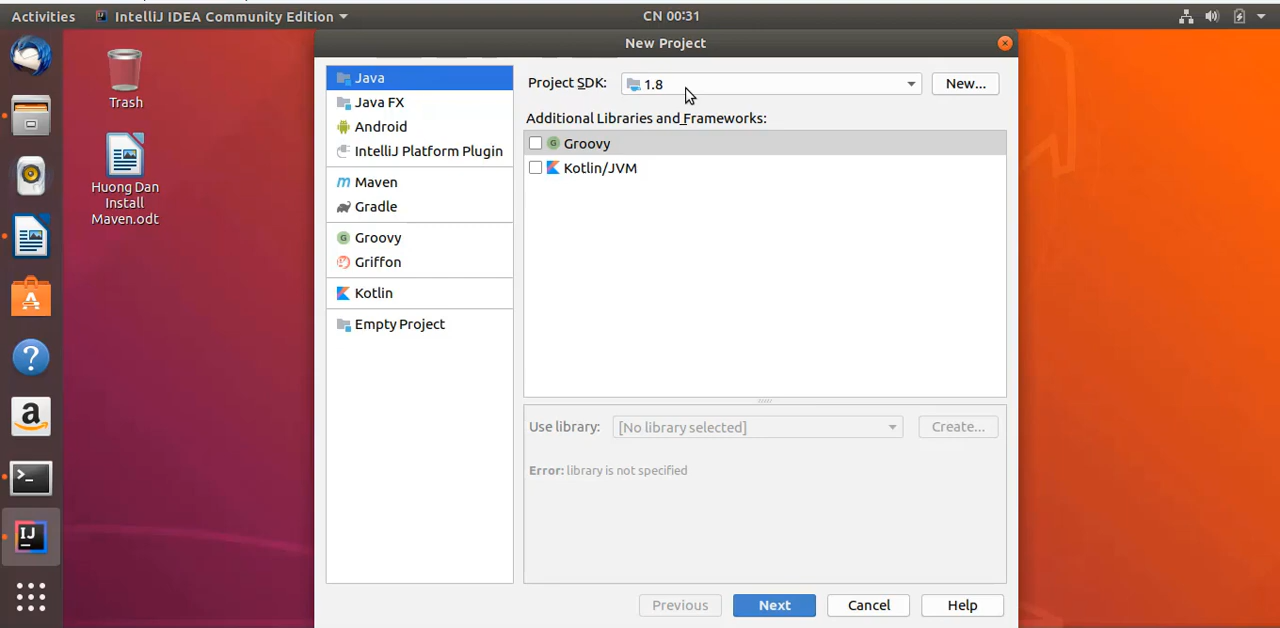 Activities
IntelliJ IDEA Community Edition
CN 00:31
New Project
Trash
Huong Dan
Install
Maven.odt
Java
Java FX
Android
IntelliJ Platform Plugin
Maven
Gradle
Groovy
Griffon
Kotlin
Empty Project
Project SDK:
1.8
New...
Additional Libraries and Frameworks:
Groovy
Kotlin/JVM
Use library:
[No library selected]
Create...
Error: library is not specified
Previous
Next
Cancel
Help